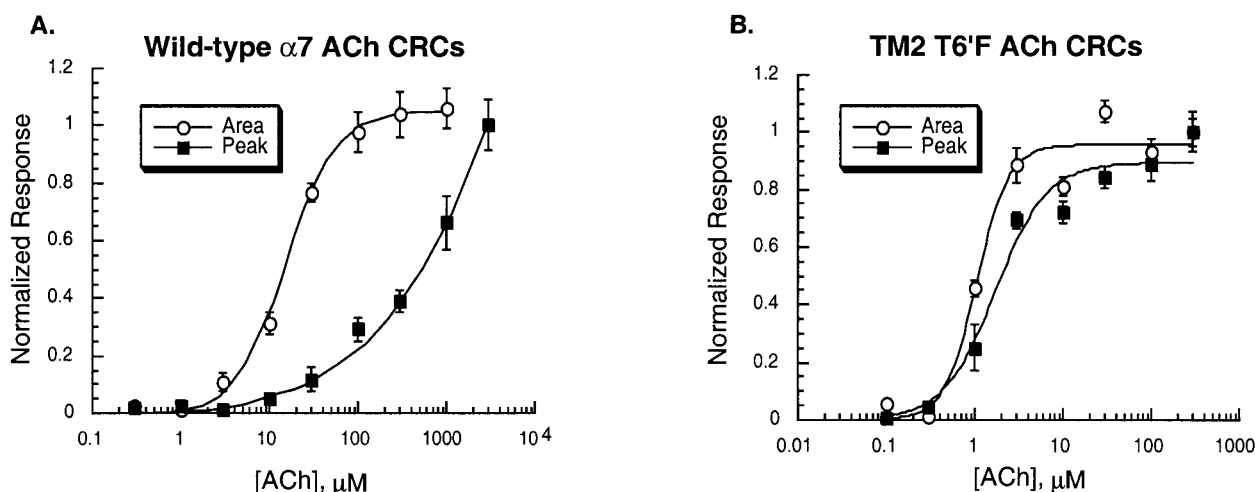 A.
Wild-type α7 ACh CRCs
Normalized Response
1.2
1
0.8
0.6
0.4
0.2
0
Area
Peak
0.1 1 10 100 1000 10⁴
[ACh], μM
B.
TM2 T6'F ACh CRCs
Normalized Response
1.2
1
0.8
0.6
0.4
0.2
0
Area
Peak
0.01 0.1 1 10 100 1000
[ACh], μM